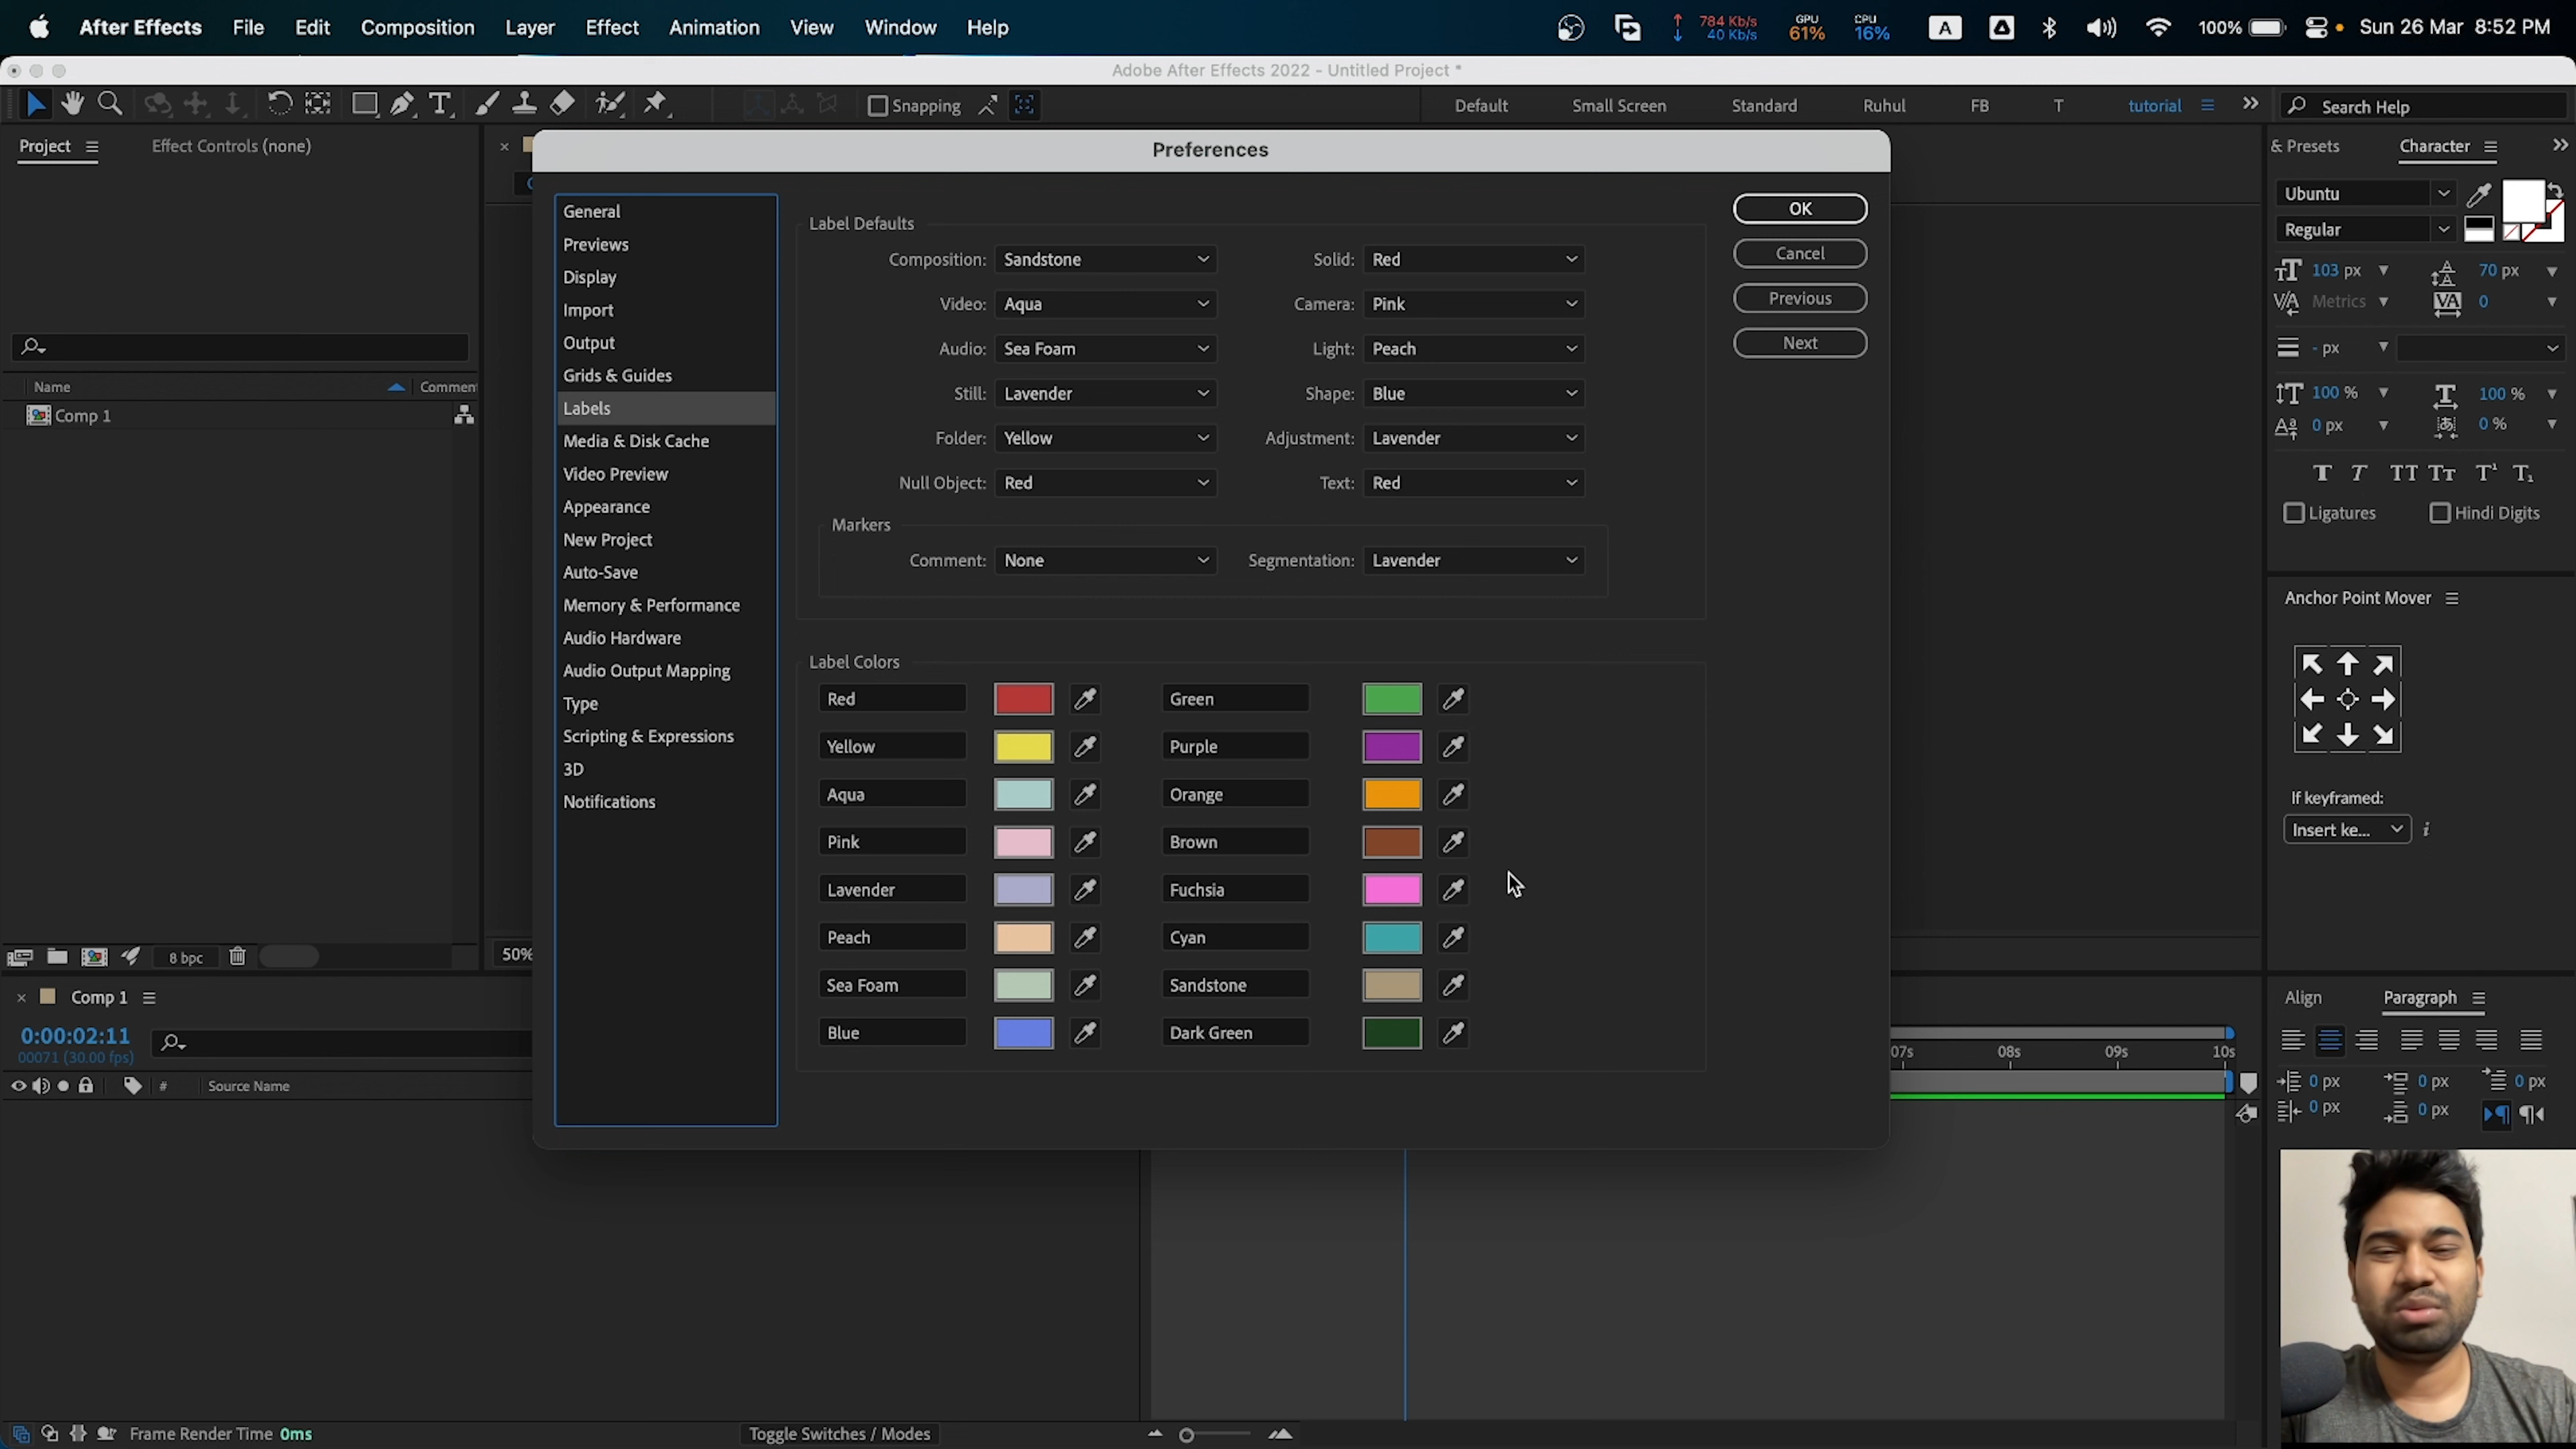 After Effects File Edit Composition Layer Effect Animation View Window Help 784 Kb/s 40 Kb/s GPU 61% CPU 16% A 100% Sun 26 Mar 8:52 PM
Adobe After Effects 2022 - Untitled Project *
Snapping Default Small Screen Standard Ruhul FB T tutorial Search Help
Project Effect Controls (none)
Name Comment
Comp 1
8 bpc
50%
Preferences
General
Previews
Display
Import
Output
Grids & Guides
Labels
Media & Disk Cache
Video Preview
Appearance
New Project
Auto-Save
Memory & Performance
Audio Hardware
Audio Output Mapping
Type
Scripting & Expressions
3D
Notifications
Label Defaults
Composition: Sandstone Solid: Red
Video: Aqua Camera: Pink
Audio: Sea Foam Light: Peach
Still: Lavender Shape: Blue
Folder: Yellow Adjustment: Lavender
Null Object: Red Text: Red
Markers
Comment: None Segmentation: Lavender
Label Colors
Red Green
Yellow Purple
Aqua Orange
Pink Brown
Lavender Fuchsia
Peach Cyan
Sea Foam Sandstone
Blue Dark Green
OK
Cancel
Previous
Next
& Presets Character
Ubuntu
Regular
103 px 70 px
Metrics 0
- px
100 % 100 %
0 px 0 %
Ligatures Hindi Digits
Anchor Point Mover
If keyframed:
Insert ke... i
Align Paragraph
0 px 0 px 0 px
0 px 0 px
Comp 1
0:00:02:11
00071 (30.00 fps)
# Source Name
07s 08s 09s 10s
Frame Render Time 0ms Toggle Switches / Modes